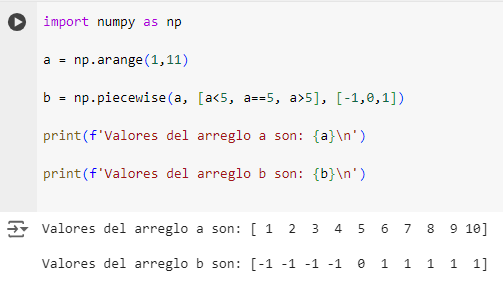 import numpy as np
a = np.arange(1,11)
b = np.piecewise(a, [a<5, a==5, a>5], [-1,0,1])
print(f'Valores del arreglo a son: {a}\n')
print(f'Valores del arreglo b son: {b}\n')
Valores del arreglo a son: [ 1  2  3  4  5  6  7  8  9 10]
Valores del arreglo b son: [-1 -1 -1 -1  0  1  1  1  1  1]